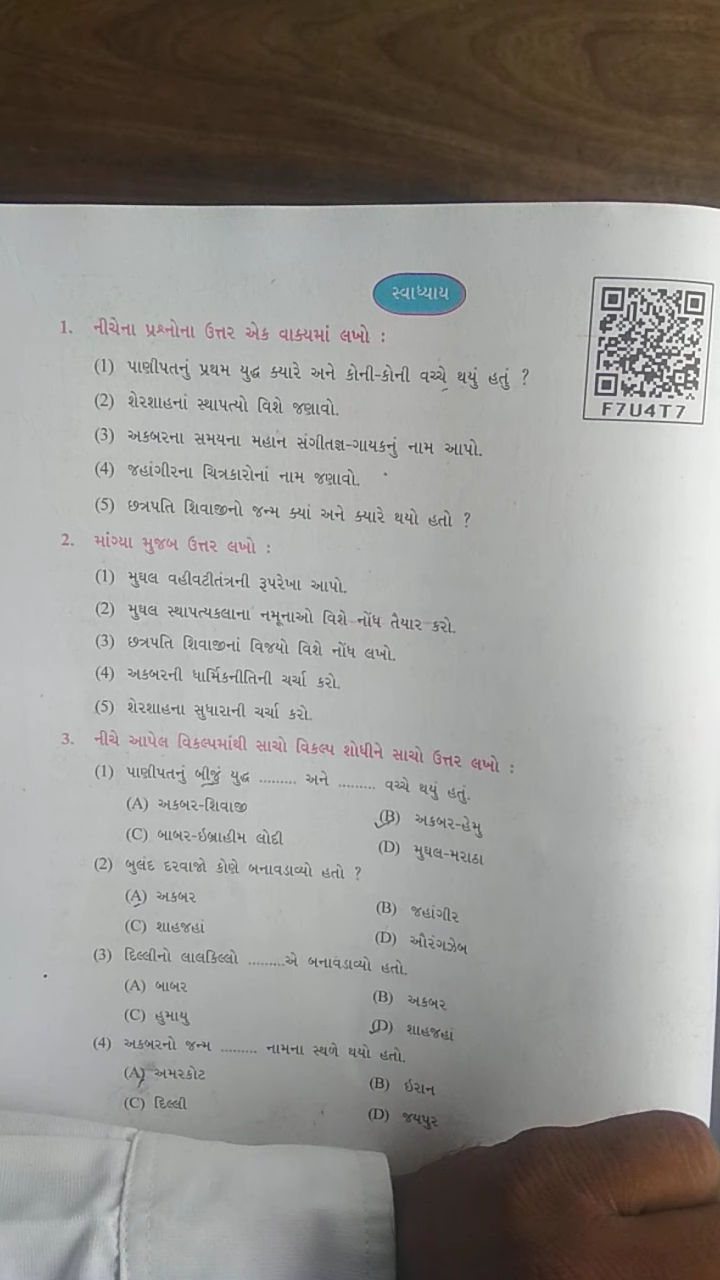 સ્વાધ્યાય
F7U4T7
1. નીચેના પ્રશ્નોના ઉત્તર એક વાક્યમાં લખો :
(1) પાણીપતનું પ્રથમ યુદ્ધ ક્યારે અને કોની-કોની વચ્ચે થયું હતું ?
(2) શેરશાહનાં સ્થાપત્યો વિશે જણાવો.
(3) અકબરના સમયના મહાન સંગીતજ્ઞ-ગાયકનું નામ આપો.
(4) જહાંગીરના ચિત્રકારોનાં નામ જણાવો.
(5) છત્રપતિ શિવાજીનો જન્મ ક્યાં અને ક્યારે થયો હતો ?
2. માંગ્યા મુજબ ઉત્તર લખો :
(1) મુઘલ વહીવટીતંત્રની રૂપરેખા આપો.
(2) મુઘલ સ્થાપત્યકલાના નમૂનાઓ વિશે નોંધ તૈયાર કરો.
(3) છત્રપતિ શિવાજીનાં વિજયો વિશે નોંધ લખો.
(4) અકબરની ધાર્મિકનીતિની ચર્ચા કરો.
(5) શેરશાહના સુધારાની ચર્ચા કરો.
3. નીચે આપેલ વિકલ્પમાંથી સાચો વિકલ્પ શોધીને સાચો ઉત્તર લખો :
(1) પાણીપતનું બીજું યુદ્ધ ......... અને ......... વચ્ચે થયું હતું.
(A) અકબર-શિવાજી (B) અકબર-હેમુ
(C) બાબર-ઇબ્રાહીમ લોદી (D) મુઘલ-મરાઠા
(2) બુલંદ દરવાજો કોણે બનાવડાવ્યો હતો ?
(A) અકબર (B) જહાંગીર
(C) શાહજહાં (D) ઔરંગઝેબ
(3) દિલ્લીનો લાલકિલ્લો .........એ બનાવડાવ્યો હતો.
(A) બાબર (B) અકબર
(C) હુમાયુ (D) શાહજહાં
(4) અકબરનો જન્મ ......... નામના સ્થળે થયો હતો.
(A) અમરકોટ (B) ઇરાન
(C) દિલ્લી (D) જયપુર